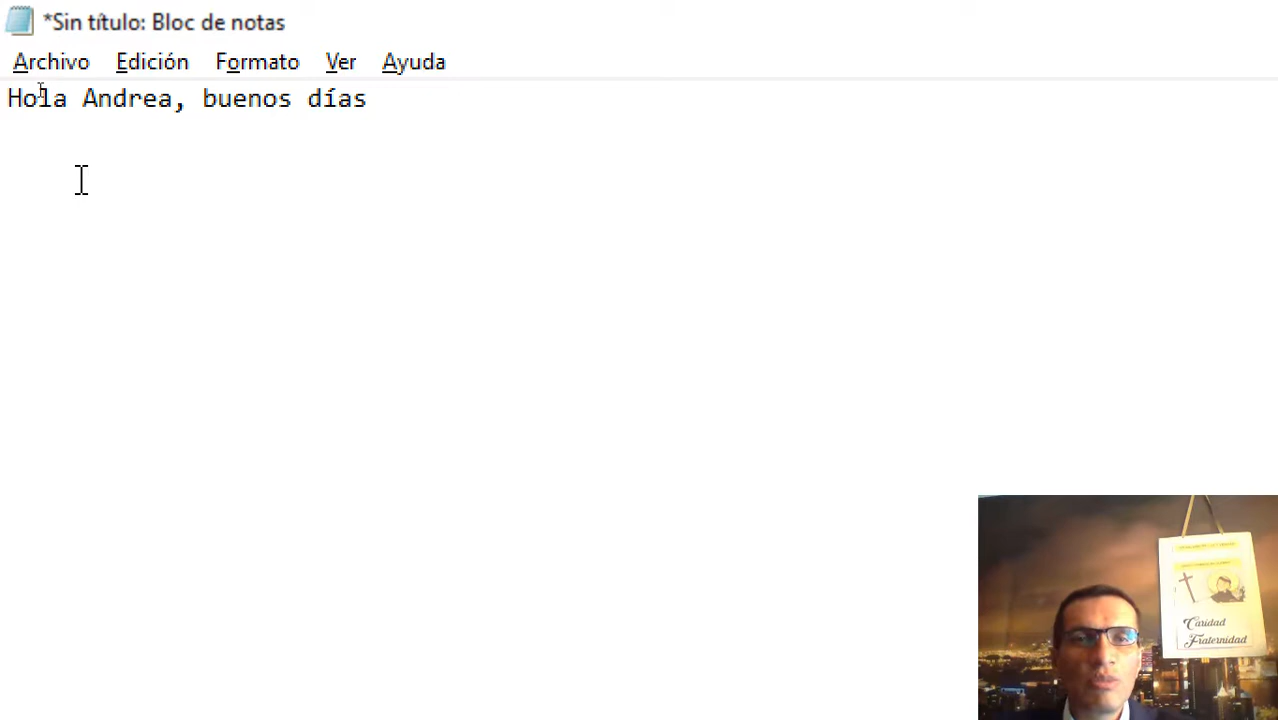 *Sin título: Bloc de notas
Archivo Edición Formato Ver Ayuda
Hola Andrea, buenos días
Caridad
Fraternidad